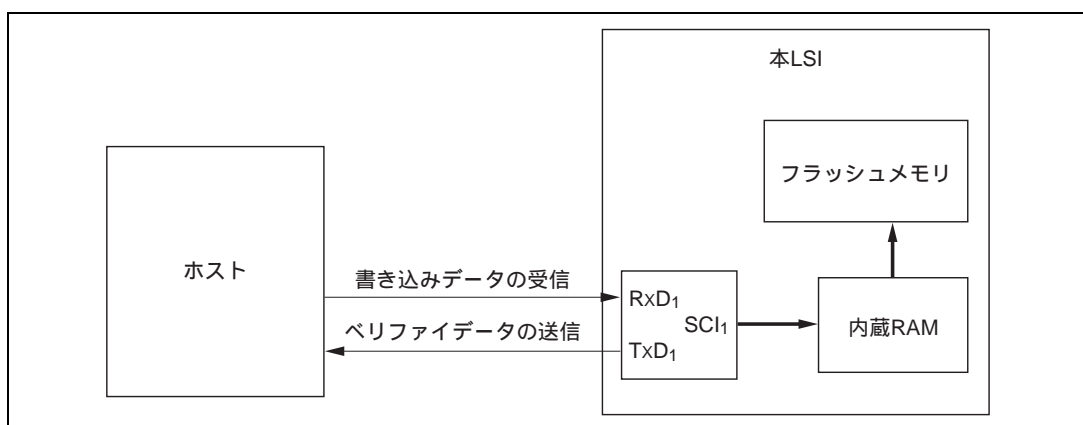 本LSI
フラッシュメモリ
ホスト
書き込みデータの受信
RXD1
SCI1
内蔵RAM
ベリファイデータの送信
TXD1